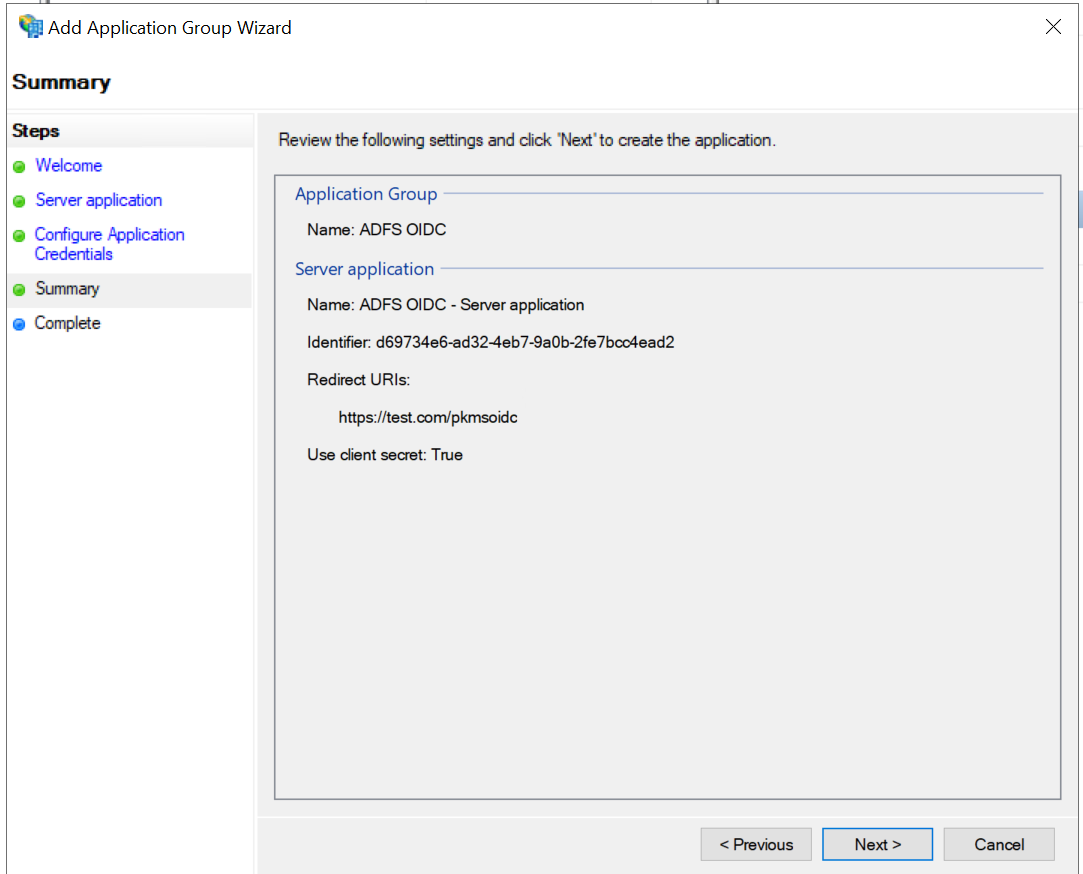 Add Application Group Wizard
Summary
Steps
Welcome
Server application
Configure Application
Credentials
Summary
Complete
Review the following settings and click "Next" to create the application.
Application Group
Name: ADFS OIDC
Server application
Name: ADFS OIDC - Server application
Identifier: d69734e6-ad32-4eb7-9a0b-2fe7bcc4ead2
Redirect URIs:
https://test.com/pkmsoidc
Use client secret: True
< Previous
Next >
Cancel